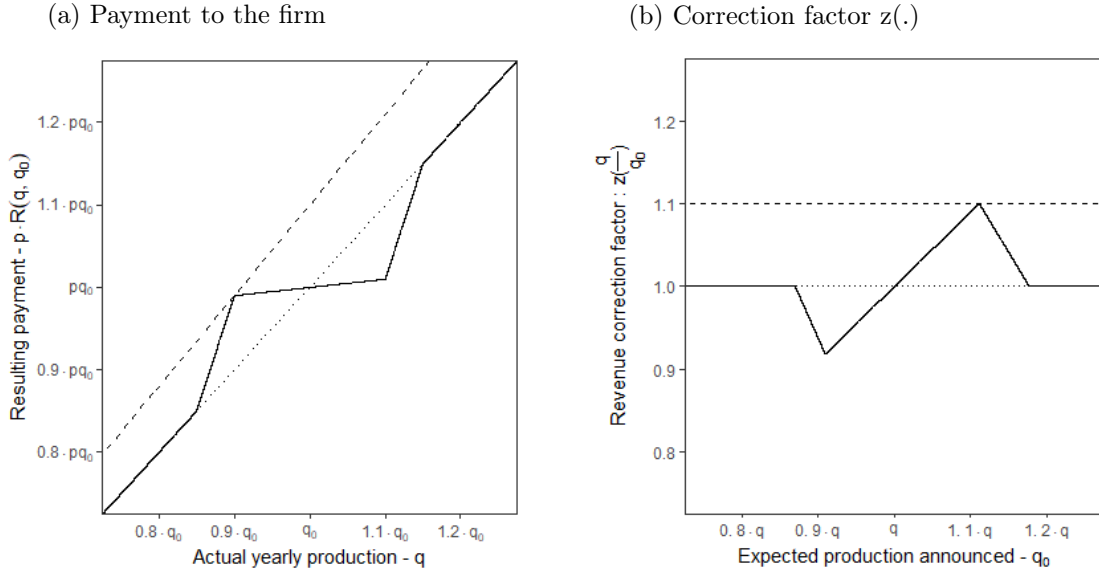 (a) Payment to the firm
(b) Correction factor z(.)
Resulting payment - p · R(q, q₀)
1.2 · pq₀
1.1 · pq₀
pq₀
0.9 · pq₀
0.8 · pq₀
0.8 · q₀
0.9 · q₀
q₀
1.1 · q₀
1.2 · q₀
Actual yearly production - q
Revenue correction factor : z(q/q₀)
1.2
1.1
1.0
0.9
0.8
0.8 · q
0.9 · q
q
1.1 · q
1.2 · q
Expected production announced - q₀